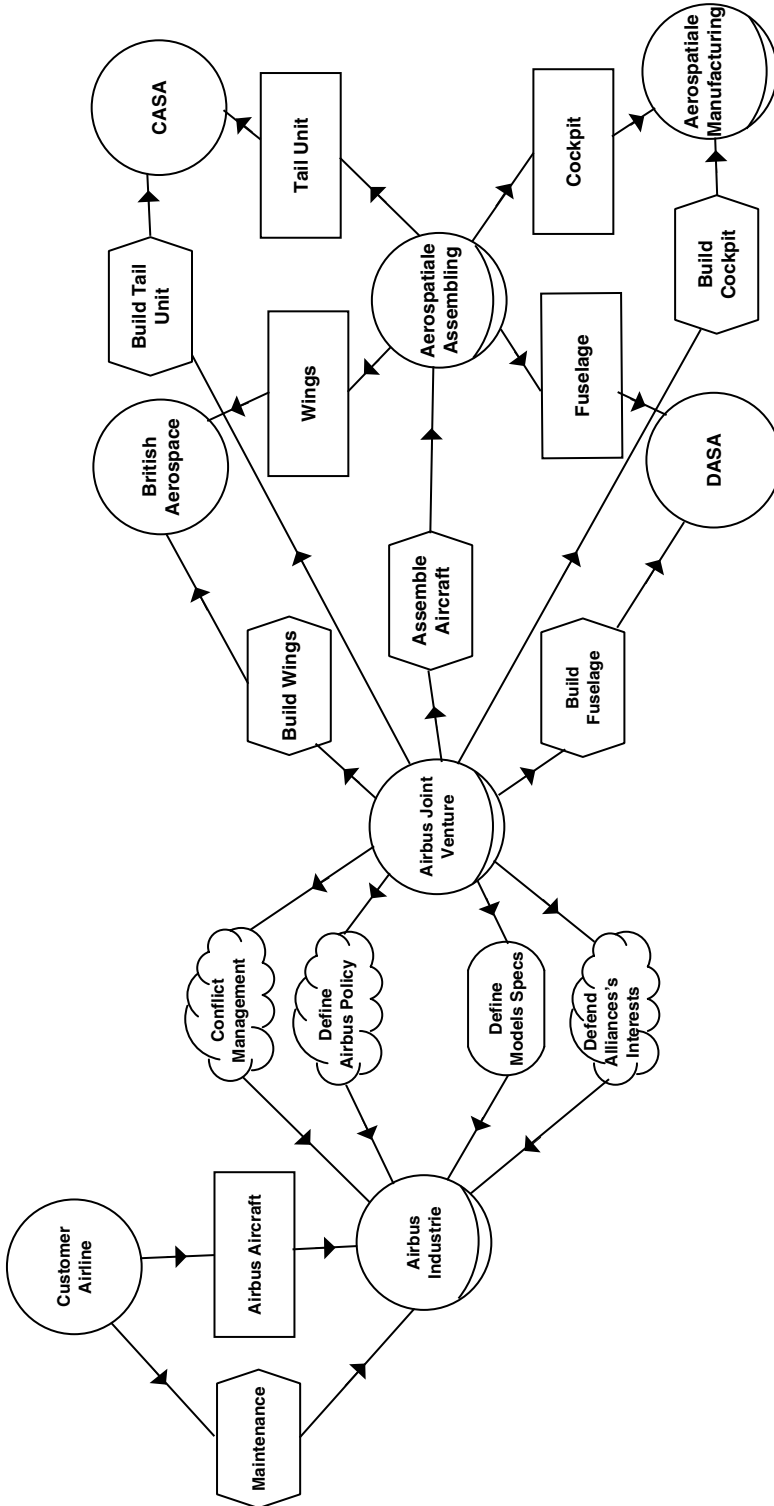 Customer
Airline
Maintenance
Airbus Aircraft
Airbus
Industrie
Conflict
Management
Define
Airbus Policy
Define
Models Specs
Defend
Alliances's
Interests
Airbus Joint
Venture
Build Wings
Assemble
Aircraft
Build
Fuselage
British
Aerospace
Build Tail
Unit
Wings
Aerospatiale
Assembling
Fuselage
DASA
CASA
Tail Unit
Cockpit
Build
Cockpit
Aerospatiale
Manufacturing